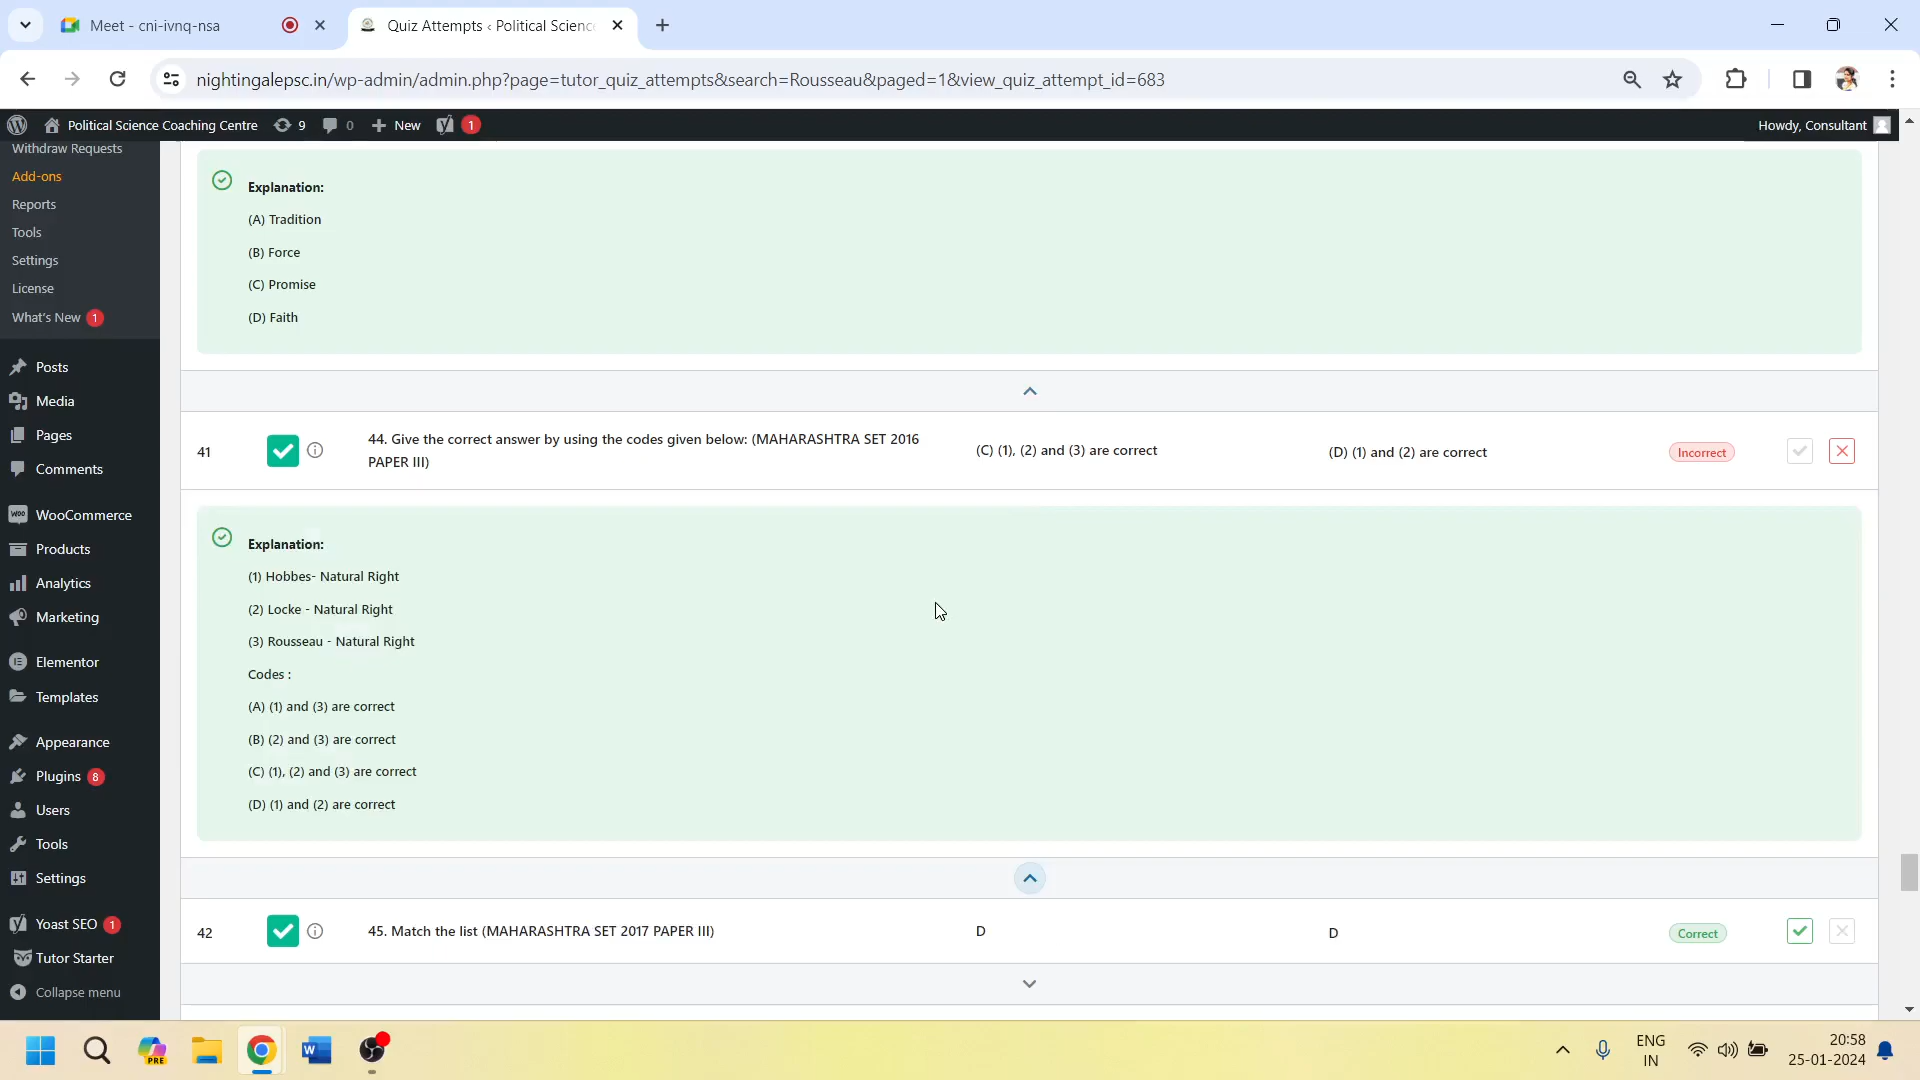 Meet - cni-ivnq-nsa
Quiz Attempts ‹ Political Science
nightingalepsc.in/wp-admin/admin.php?page=tutor_quiz_attempts&search=Rousseau&paged=1&view_quiz_attempt_id=683
Political Science Coaching Centre
9
0
New
1
Howdy, Consultant
Withdraw Requests
Add-ons
Reports
Tools
Settings
License
What's New 1
Posts
Media
Pages
Comments
WooCommerce
Products
Analytics
Marketing
Elementor
Templates
Appearance
Plugins 8
Users
Tools
Settings
Yoast SEO 1
Tutor Starter
Collapse menu
Explanation:
(A) Tradition
(B) Force
(C) Promise
(D) Faith
41
44. Give the correct answer by using the codes given below: (MAHARASHTRA SET 2016
PAPER III)
(C) (1), (2) and (3) are correct
(D) (1) and (2) are correct
Incorrect
Explanation:
(1) Hobbes- Natural Right
(2) Locke - Natural Right
(3) Rousseau - Natural Right
Codes :
(A) (1) and (3) are correct
(B) (2) and (3) are correct
(C) (1), (2) and (3) are correct
(D) (1) and (2) are correct
42
45. Match the list (MAHARASHTRA SET 2017 PAPER III)
D
D
Correct
PRE
ENG
IN
20:58
25-01-2024